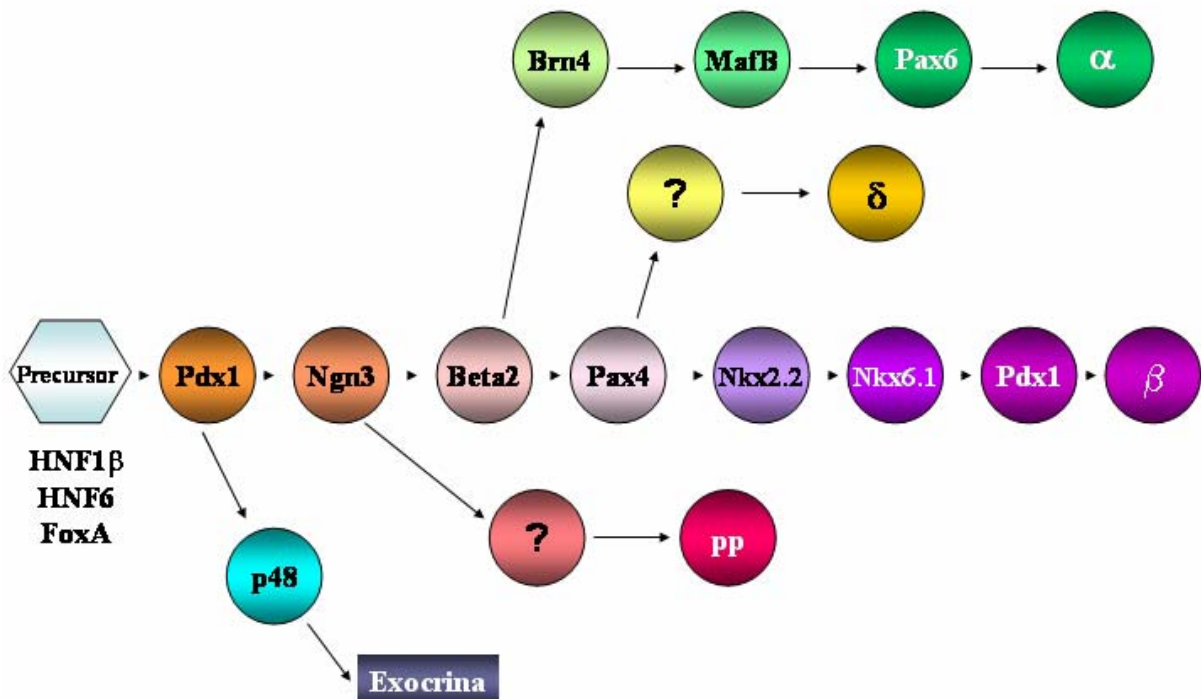 Brn4
MafB
Pax6
α
?
δ
Precursor
Pdx1
Ngn3
Beta2
Pax4
Nkx2.2
Nkx6.1
Pdx1
β
HNF1β
HNF6
FoxA
?
pp
p48
Exocrina